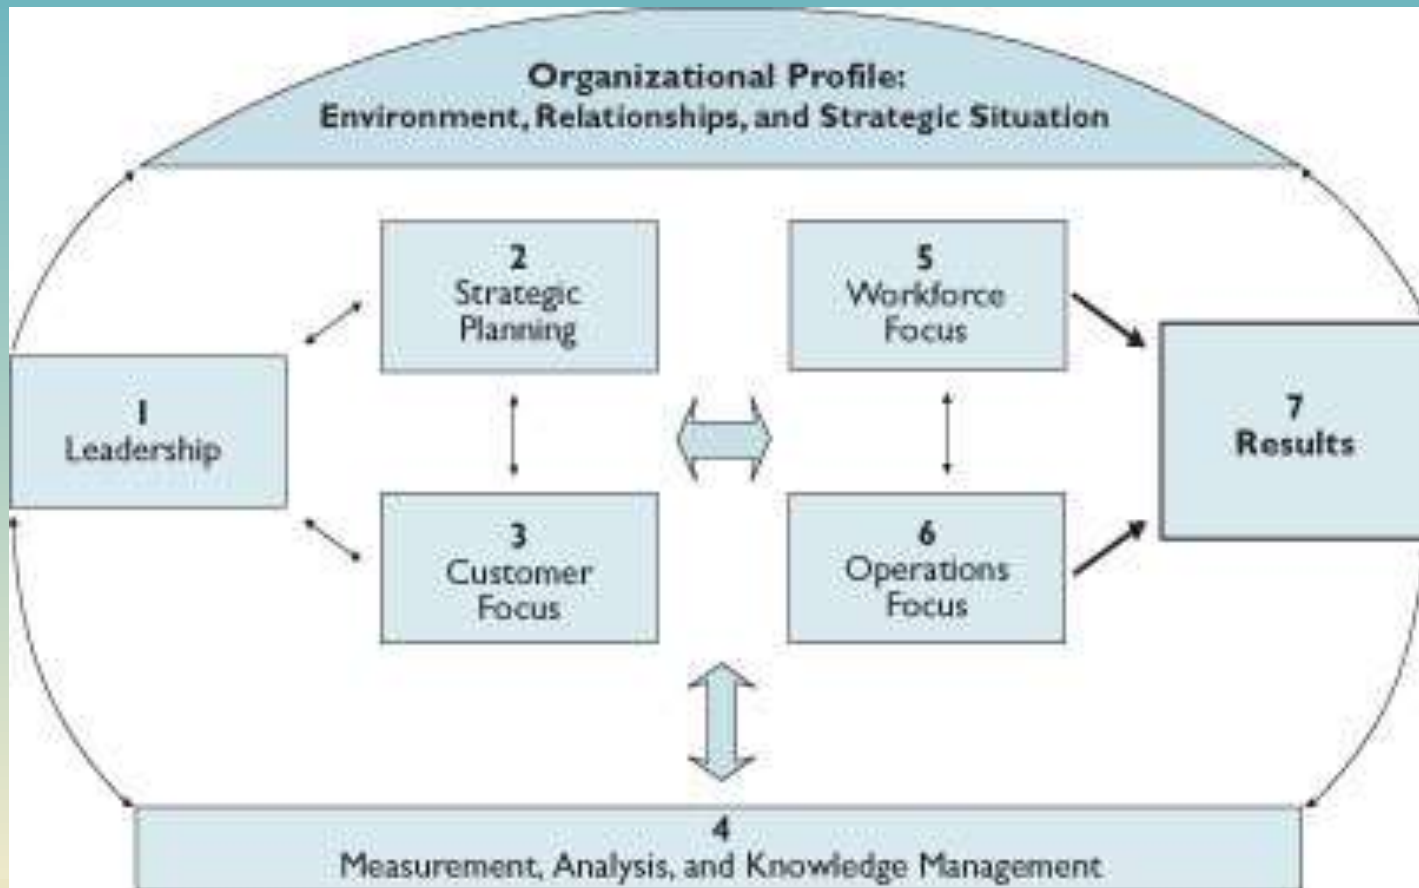 Organizational Profile:
Environment, Relationships, and Strategic Situation
2
Strategic
Planning
5
Workforce
Focus
1
Leadership
7
Results
3
Customer
Focus
6
Operations
Focus
4
Measurement, Analysis, and Knowledge Management